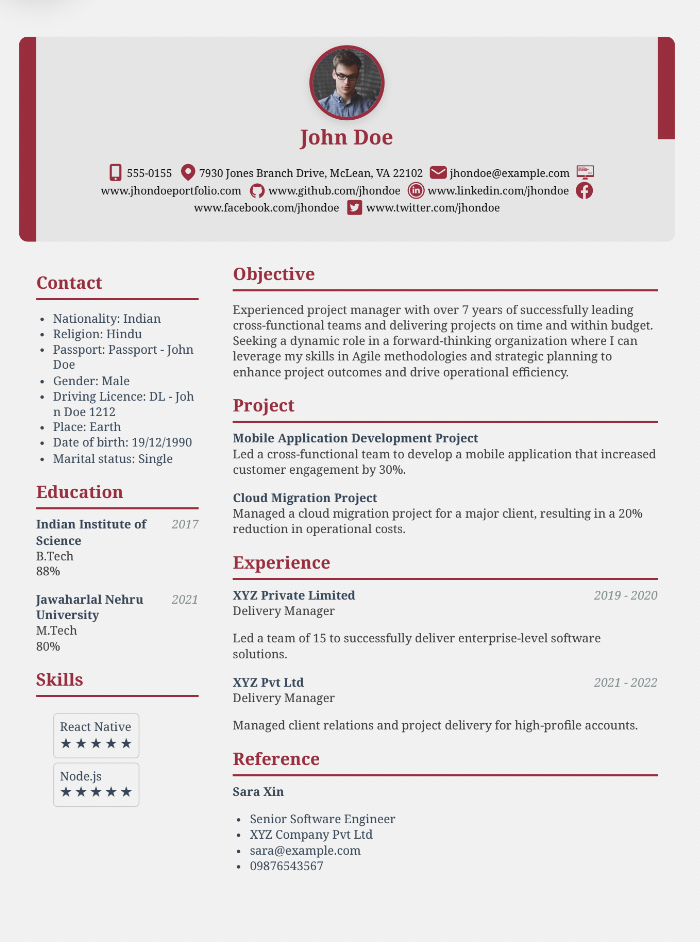 John Doe
555-0155 7930 Jones Branch Drive, McLean, VA 22102 jhondoe@example.com
www.jhondoeportfolio.com www.github.com/jhondoe www.linkedin.com/jhondoe
www.facebook.com/jhondoe www.twitter.com/jhondoe
Contact
• Nationality: Indian
• Religion: Hindu
• Passport: Passport - John
Doe
• Gender: Male
• Driving Licence: DL - Joh
n Doe 1212
• Place: Earth
• Date of birth: 19/12/1990
• Marital status: Single
Education
Indian Institute of 2017
Science
B.Tech
88%
Jawaharlal Nehru 2021
University
M.Tech
80%
Skills
React Native
★ ★ ★ ★ ★
Node.js
★ ★ ★ ★ ★
Objective
Experienced project manager with over 7 years of successfully leading
cross-functional teams and delivering projects on time and within budget.
Seeking a dynamic role in a forward-thinking organization where I can
leverage my skills in Agile methodologies and strategic planning to
enhance project outcomes and drive operational efficiency.
Project
Mobile Application Development Project
Led a cross-functional team to develop a mobile application that increased
customer engagement by 30%.
Cloud Migration Project
Managed a cloud migration project for a major client, resulting in a 20%
reduction in operational costs.
Experience
XYZ Private Limited 2019 - 2020
Delivery Manager
Led a team of 15 to successfully deliver enterprise-level software
solutions.
XYZ Pvt Ltd 2021 - 2022
Delivery Manager
Managed client relations and project delivery for high-profile accounts.
Reference
Sara Xin
• Senior Software Engineer
• XYZ Company Pvt Ltd
• sara@example.com
• 09876543567